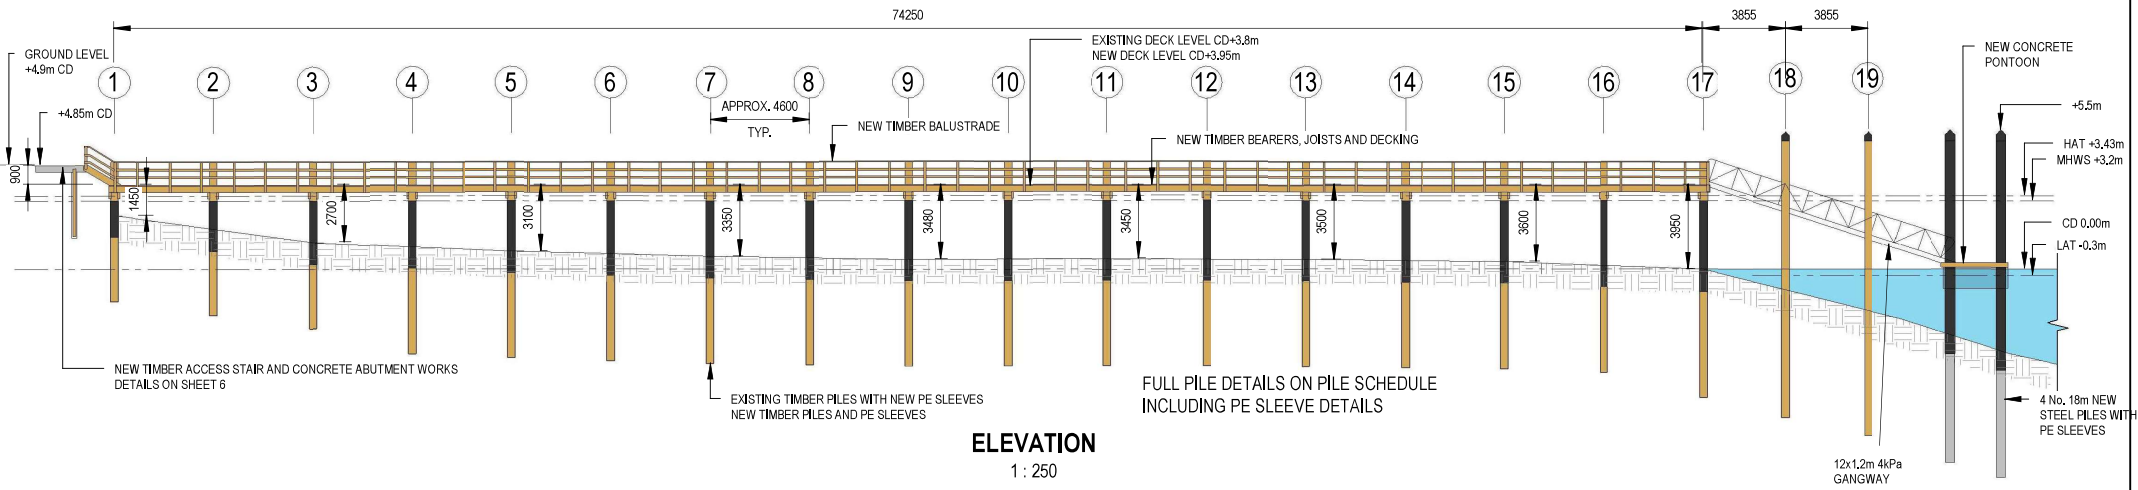 74250
3855
3855
GROUND LEVEL
+4.9m CD
EXISTING DECK LEVEL CD+3.8m
NEW DECK LEVEL CD+3.95m
NEW CONCRETE
PONTOON
1
2
3
4
5
6
7
8
9
10
11
12
13
14
15
16
17
18
19
APPROX. 4600
TYP.
+4.85m CD
NEW TIMBER BALUSTRADE
NEW TIMBER BEARERS, JOISTS AND DECKING
+5.5m
HAT +3.43m
MHWS +3.2m
900
1450
2700
3100
3350
3480
3450
3500
3600
3950
CD 0.00m
LAT -0.3m
NEW TIMBER ACCESS STAIR AND CONCRETE ABUTMENT WORKS
DETAILS ON SHEET 6
EXISTING TIMBER PILES WITH NEW PE SLEEVES
NEW TIMBER PILES AND PE SLEEVES
FULL PILE DETAILS ON PILE SCHEDULE
INCLUDING PE SLEEVE DETAILS
4 No. 18m NEW
STEEL PILES WITH
PE SLEEVES
12x1.2m 4kPa
GANGWAY
ELEVATION
1 : 250